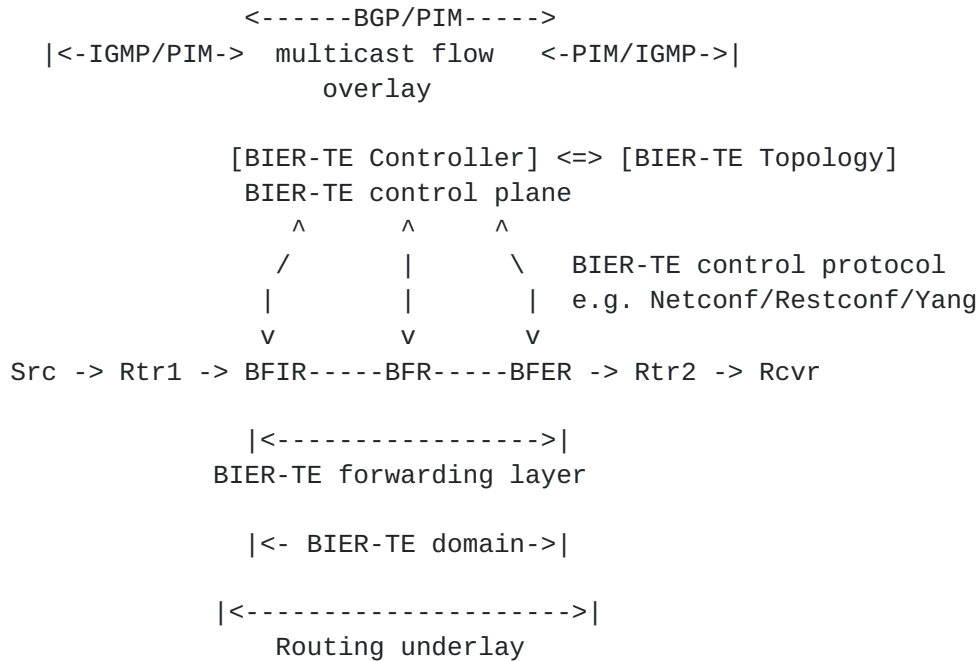 <------BGP/PIM----->
|<-IGMP/PIM-> multicast flow <-PIM/IGMP->|
overlay
[BIER-TE Controller] <=> [BIER-TE Topology]
BIER-TE control plane
^ ^ ^
/ | \ BIER-TE control protocol
| | | e.g. Netconf/Restconf/Yang
v v v
Src -> Rtr1 -> BFIR-----BFR-----BFER -> Rtr2 -> Rcvr
|<----------------->|
BIER-TE forwarding layer
|<- BIER-TE domain->|
|<--------------------->|
Routing underlay